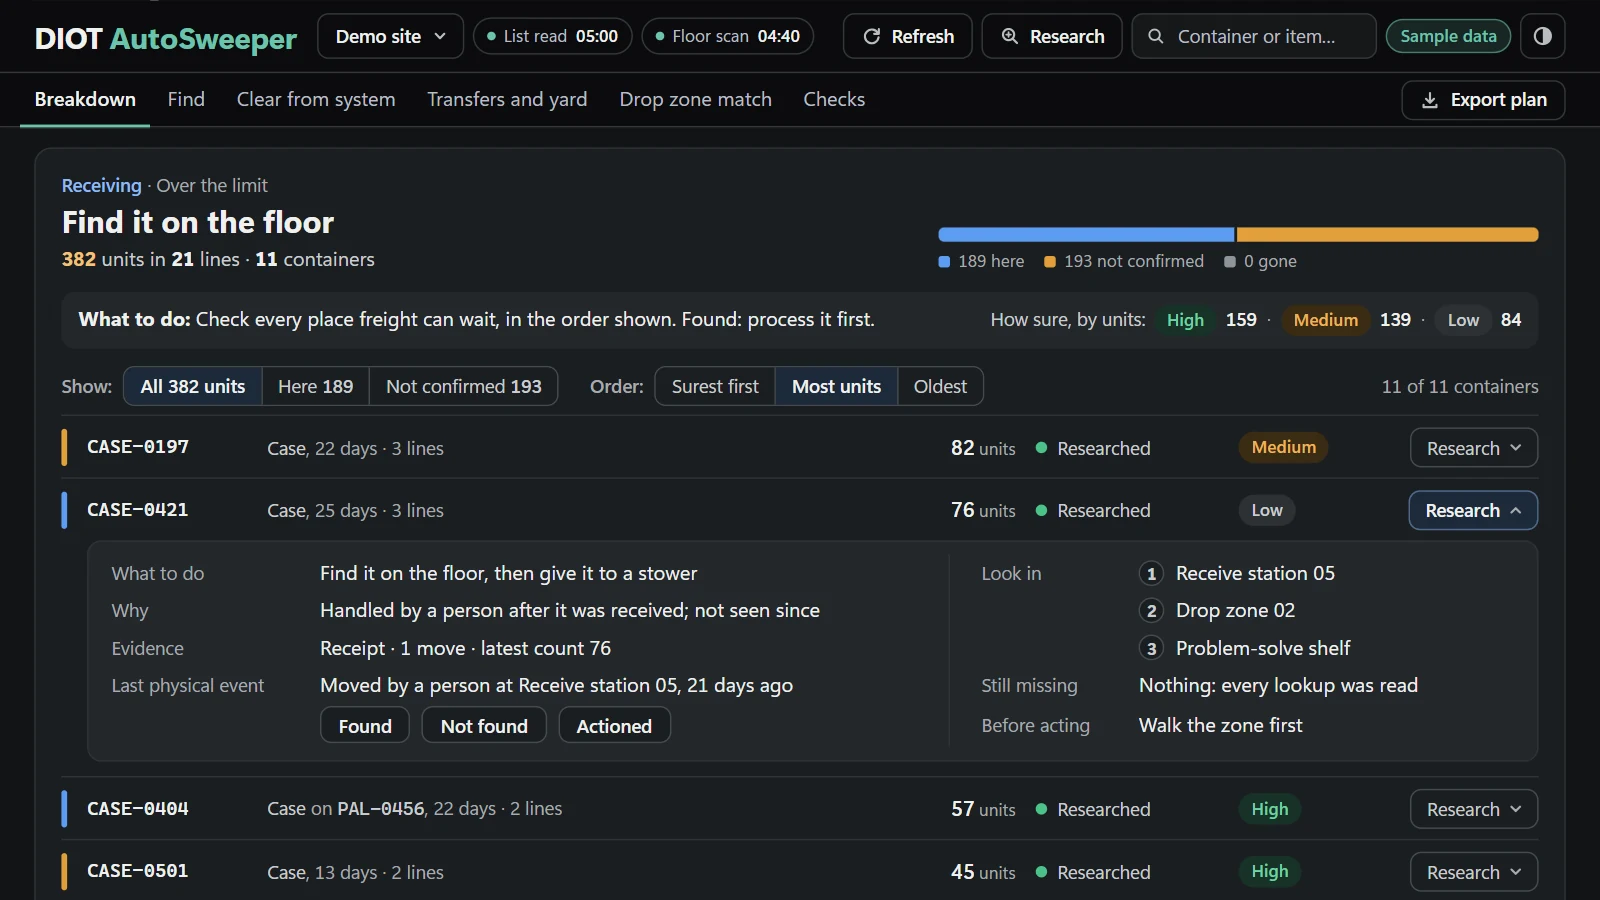 DIOT AutoSweeper Demo site List read 05:00 Floor scan 04:40 Refresh Research Container or item... Sample data
Breakdown Find Clear from system Transfers and yard Drop zone match Checks Export plan
Receiving · Over the limit
Find it on the floor
382 units in 21 lines · 11 containers
189 here 193 not confirmed 0 gone
What to do: Check every place freight can wait, in the order shown. Found: process it first. How sure, by units: High 159 · Medium 139 · Low 84
Show: All 382 units Here 189 Not confirmed 193 Order: Surest first Most units Oldest 11 of 11 containers
CASE-0197 Case, 22 days · 3 lines 82 units Researched Medium Research
CASE-0421 Case, 25 days · 3 lines 76 units Researched Low Research
What to do Find it on the floor, then give it to a stower
Why Handled by a person after it was received; not seen since
Evidence Receipt · 1 move · latest count 76
Last physical event Moved by a person at Receive station 05, 21 days ago
Found Not found Actioned
Look in 1 Receive station 05
2 Drop zone 02
3 Problem-solve shelf
Still missing Nothing: every lookup was read
Before acting Walk the zone first
CASE-0404 Case on PAL-0456, 22 days · 2 lines 57 units Researched High Research
CASE-0501 Case, 13 days · 2 lines 45 units Researched High Research